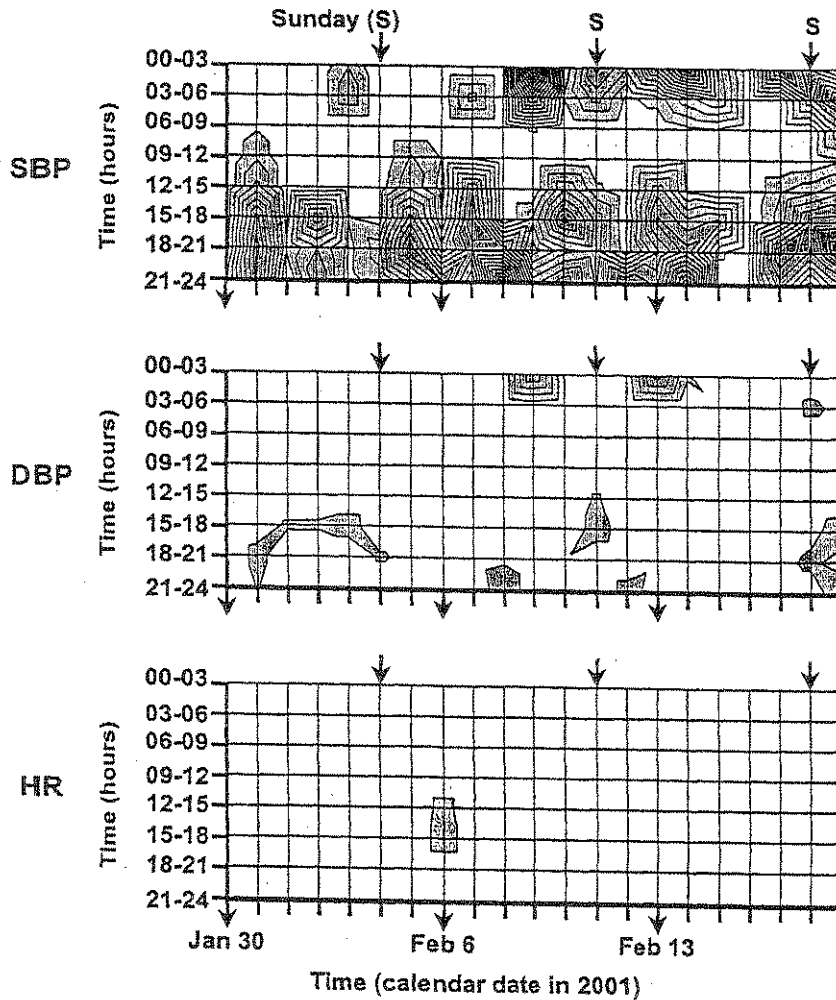 Sunday (S) S S
SBP
Time (hours)
00-03
03-06
06-09
09-12
12-15
15-18
18-21
21-24
DBP
Time (hours)
00-03
03-06
06-09
09-12
12-15
15-18
18-21
21-24
HR
Time (hours)
00-03
03-06
06-09
09-12
12-15
15-18
18-21
21-24
Jan 30 Feb 6 Feb 13
Time (calendar date in 2001)